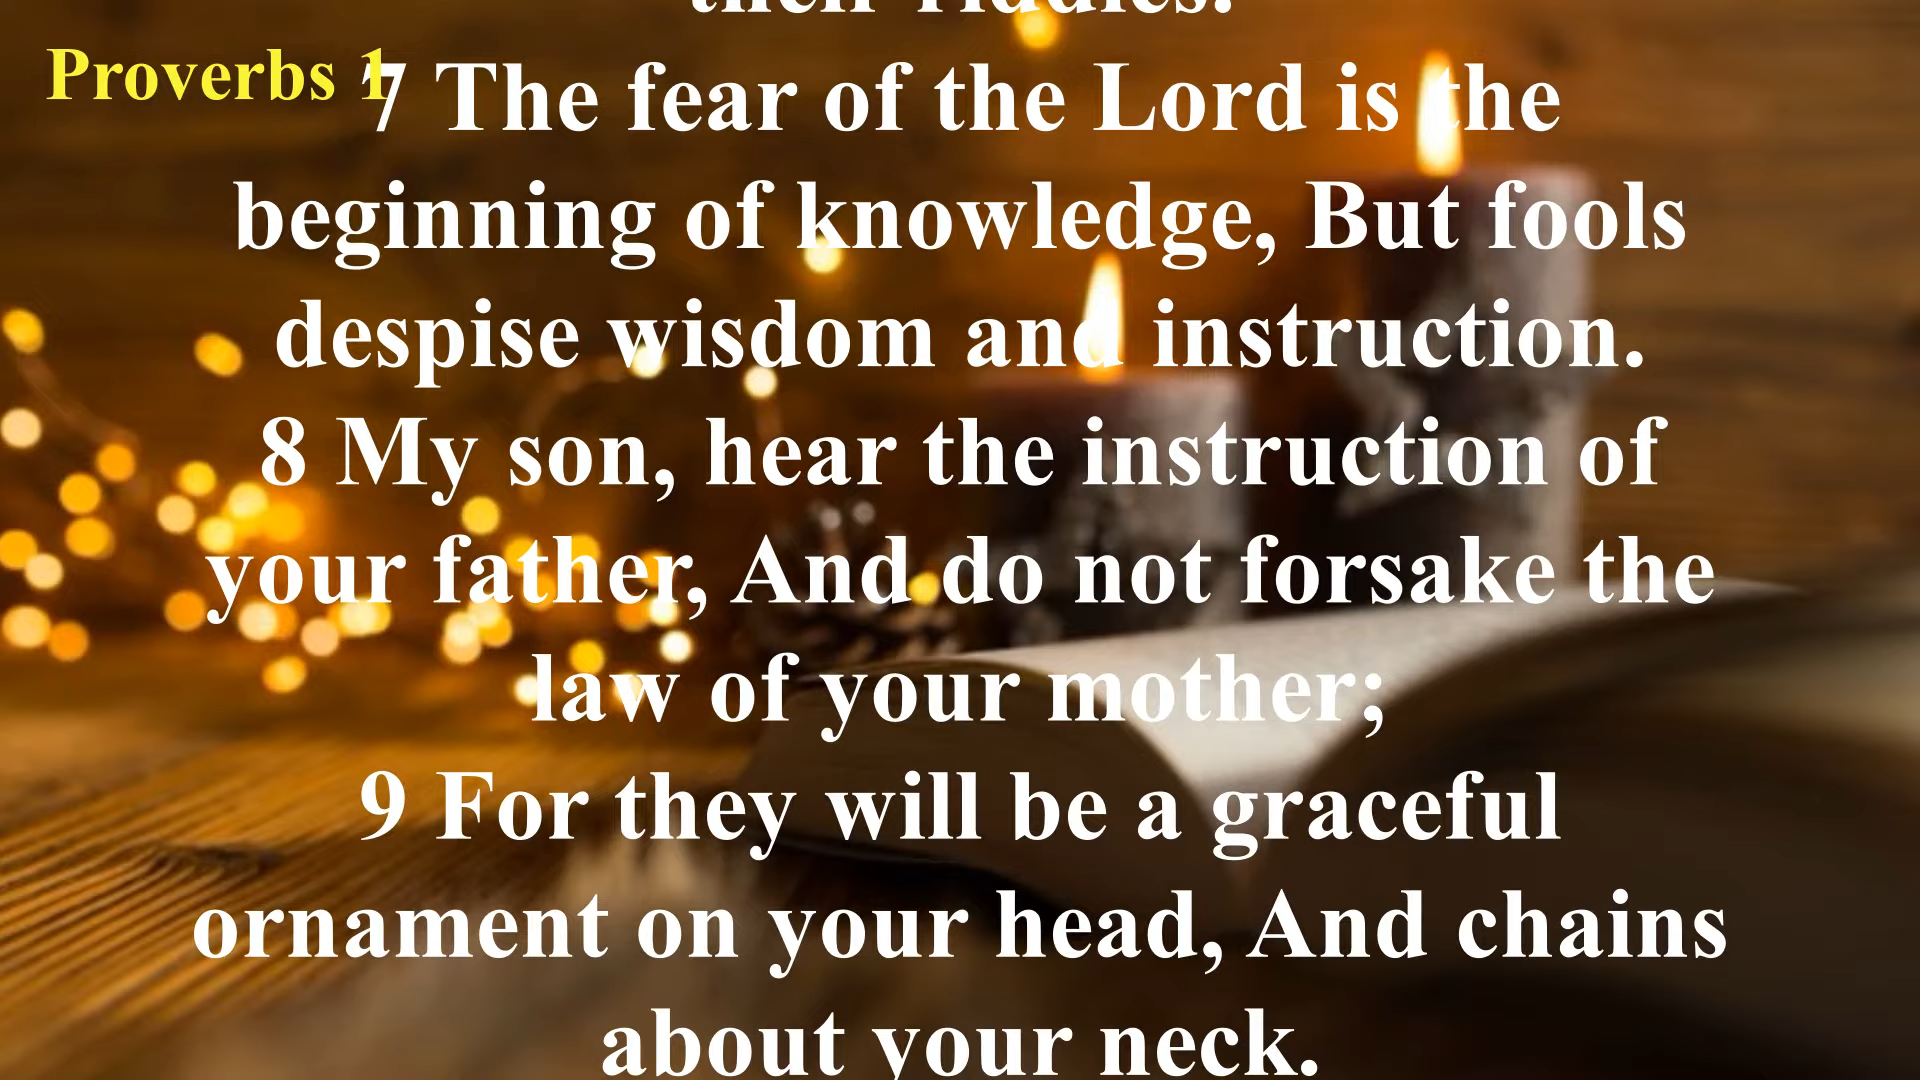 their riddles.
Proverbs 1
7 The fear of the Lord is the
beginning of knowledge, But fools
despise wisdom and instruction.
8 My son, hear the instruction of
your father, And do not forsake the
law of your mother;
9 For they will be a graceful
ornament on your head, And chains
about your neck.